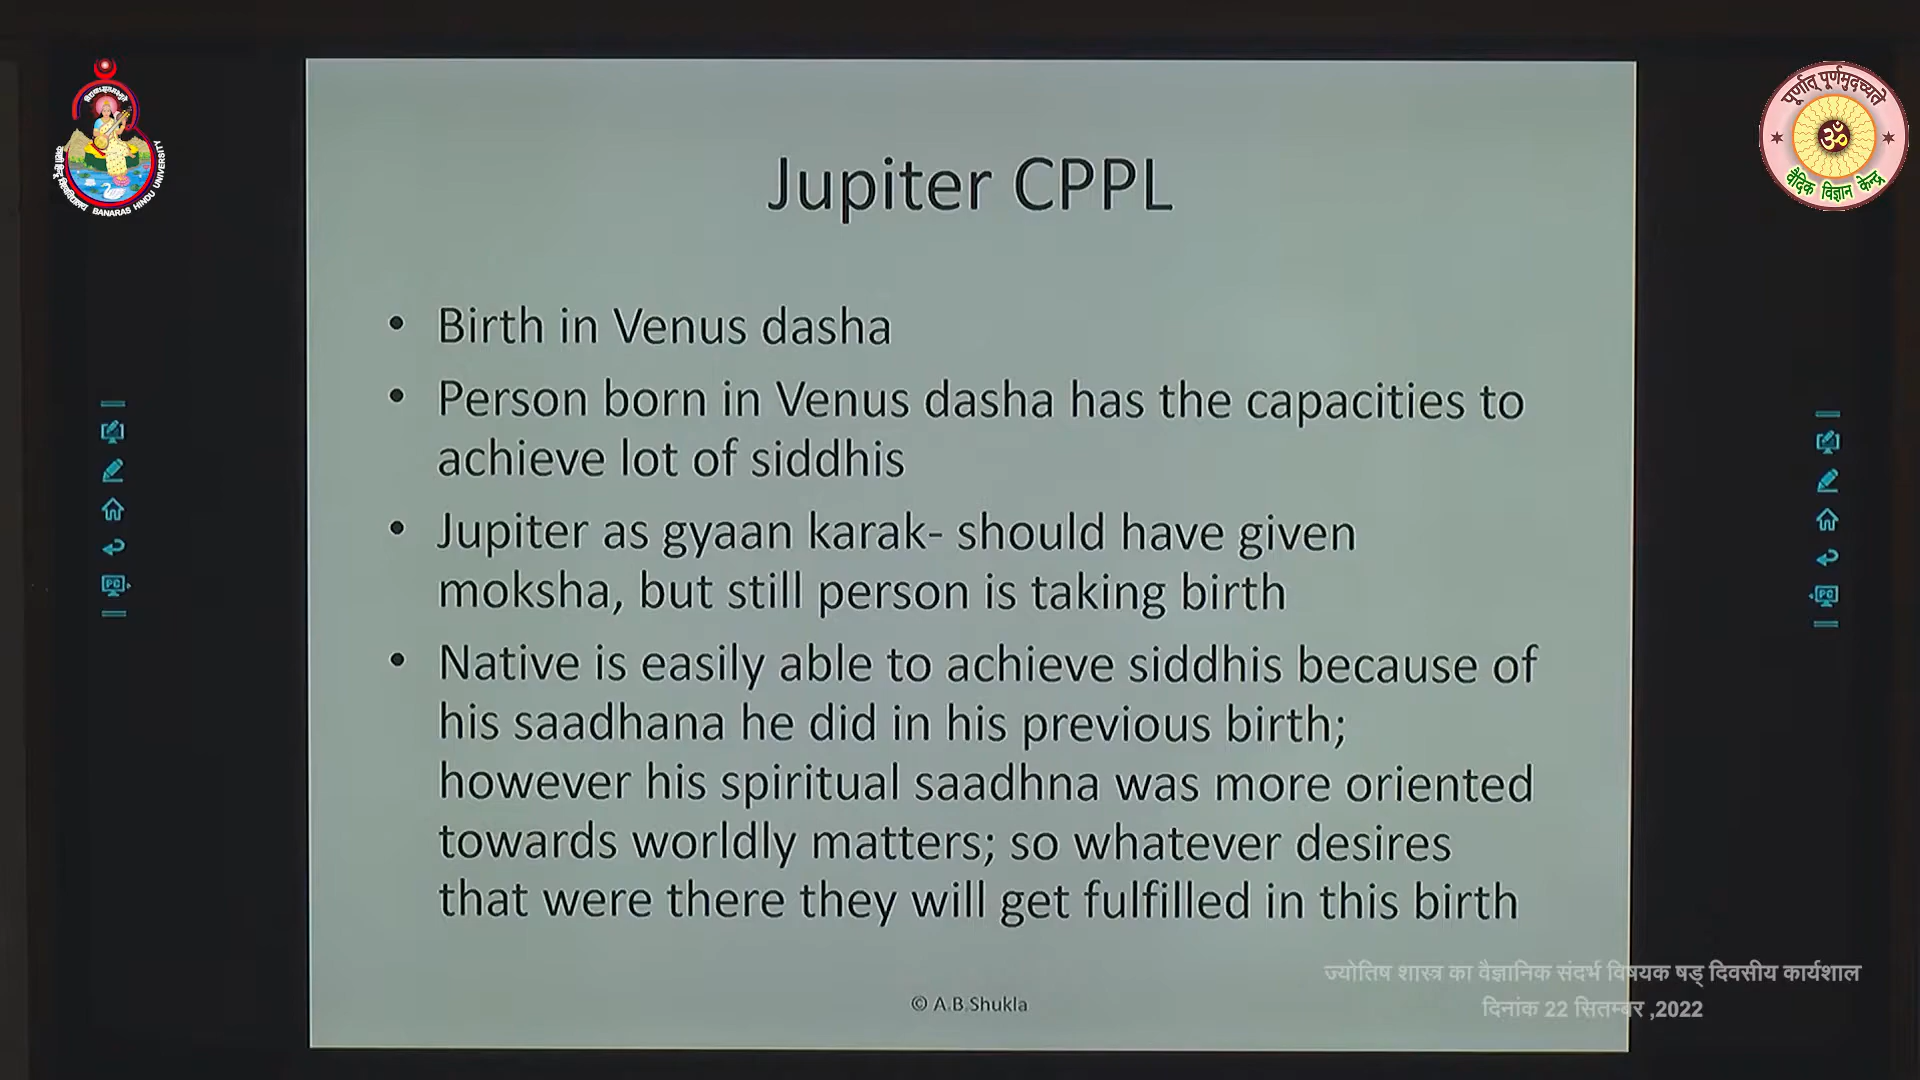 Jupiter CPPL
• Birth in Venus dasha
• Person born in Venus dasha has the capacities to
achieve lot of siddhis
• Jupiter as gyaan karak- should have given
moksha, but still person is taking birth
• Native is easily able to achieve siddhis because of
his saadhana he did in his previous birth;
however his spiritual saadhna was more oriented
towards worldly matters; so whatever desires
that were there they will get fulfilled in this birth
© A.B.Shukla
ज्योतिष शास्त्र का वैज्ञानिक संदर्भ विषयक षड् दिवसीय कार्यशाल
दिनांक 22 सितम्बर ,2022
BANARAS HINDU UNIVERSITY
पूर्णात् पूर्णमुदच्यते
ॐ
वैदिक विज्ञान केन्द्र
PC
PC